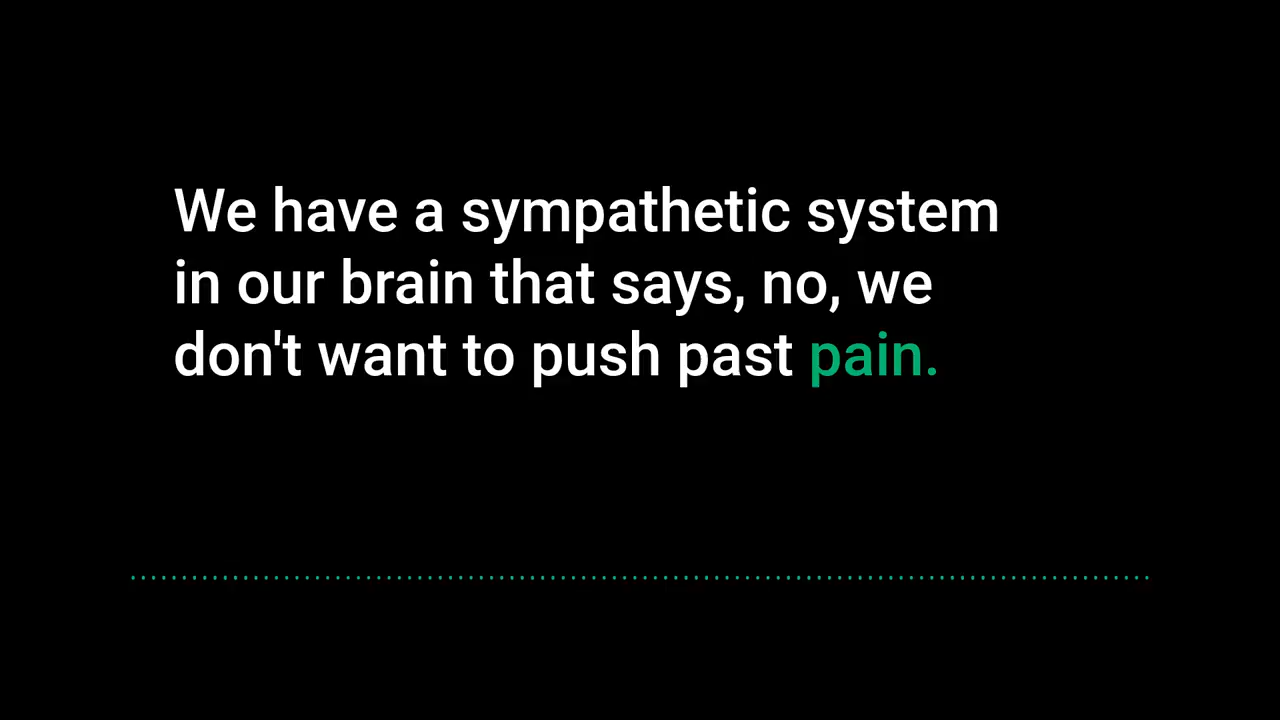 We have a sympathetic system
in our brain that says, no, we
don't want to push past pain.